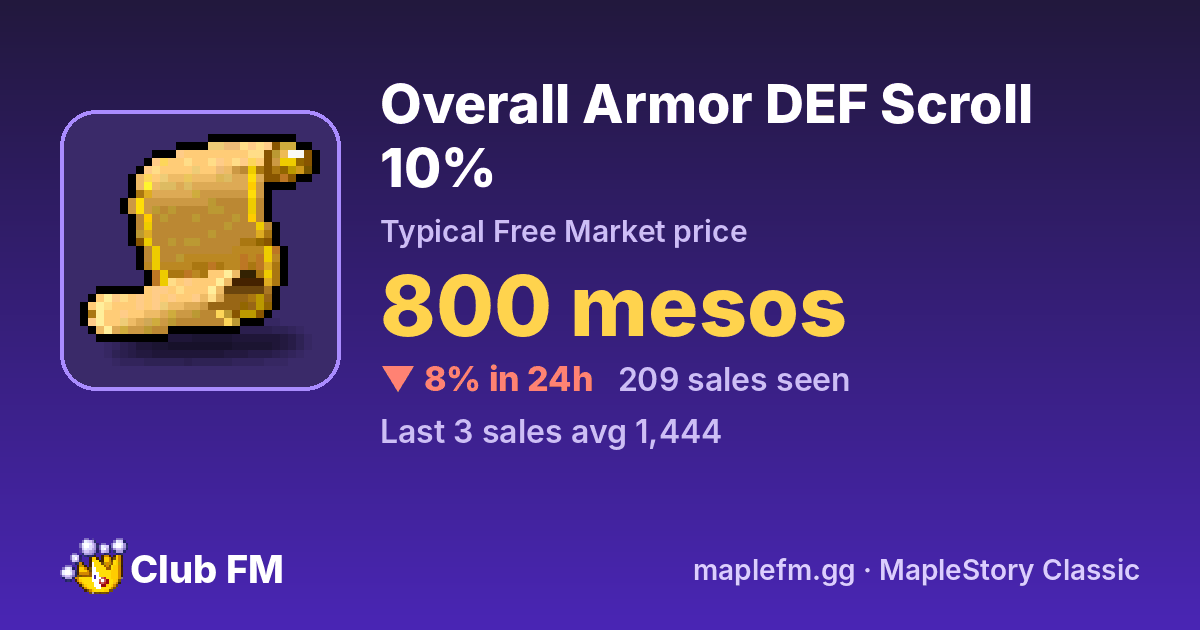 Overall Armor DEF Scroll
10%
Typical Free Market price
800 mesos
▼ 8% in 24h 209 sales seen
Last 3 sales avg 1,444
Club FM
maplefm.gg · MapleStory Classic